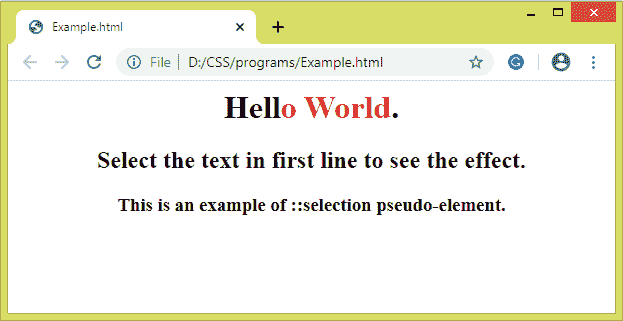 Example.html
File D:/CSS/programs/Example.html
Hello World.
Select the text in first line to see the effect.
This is an example of ::selection pseudo-element.